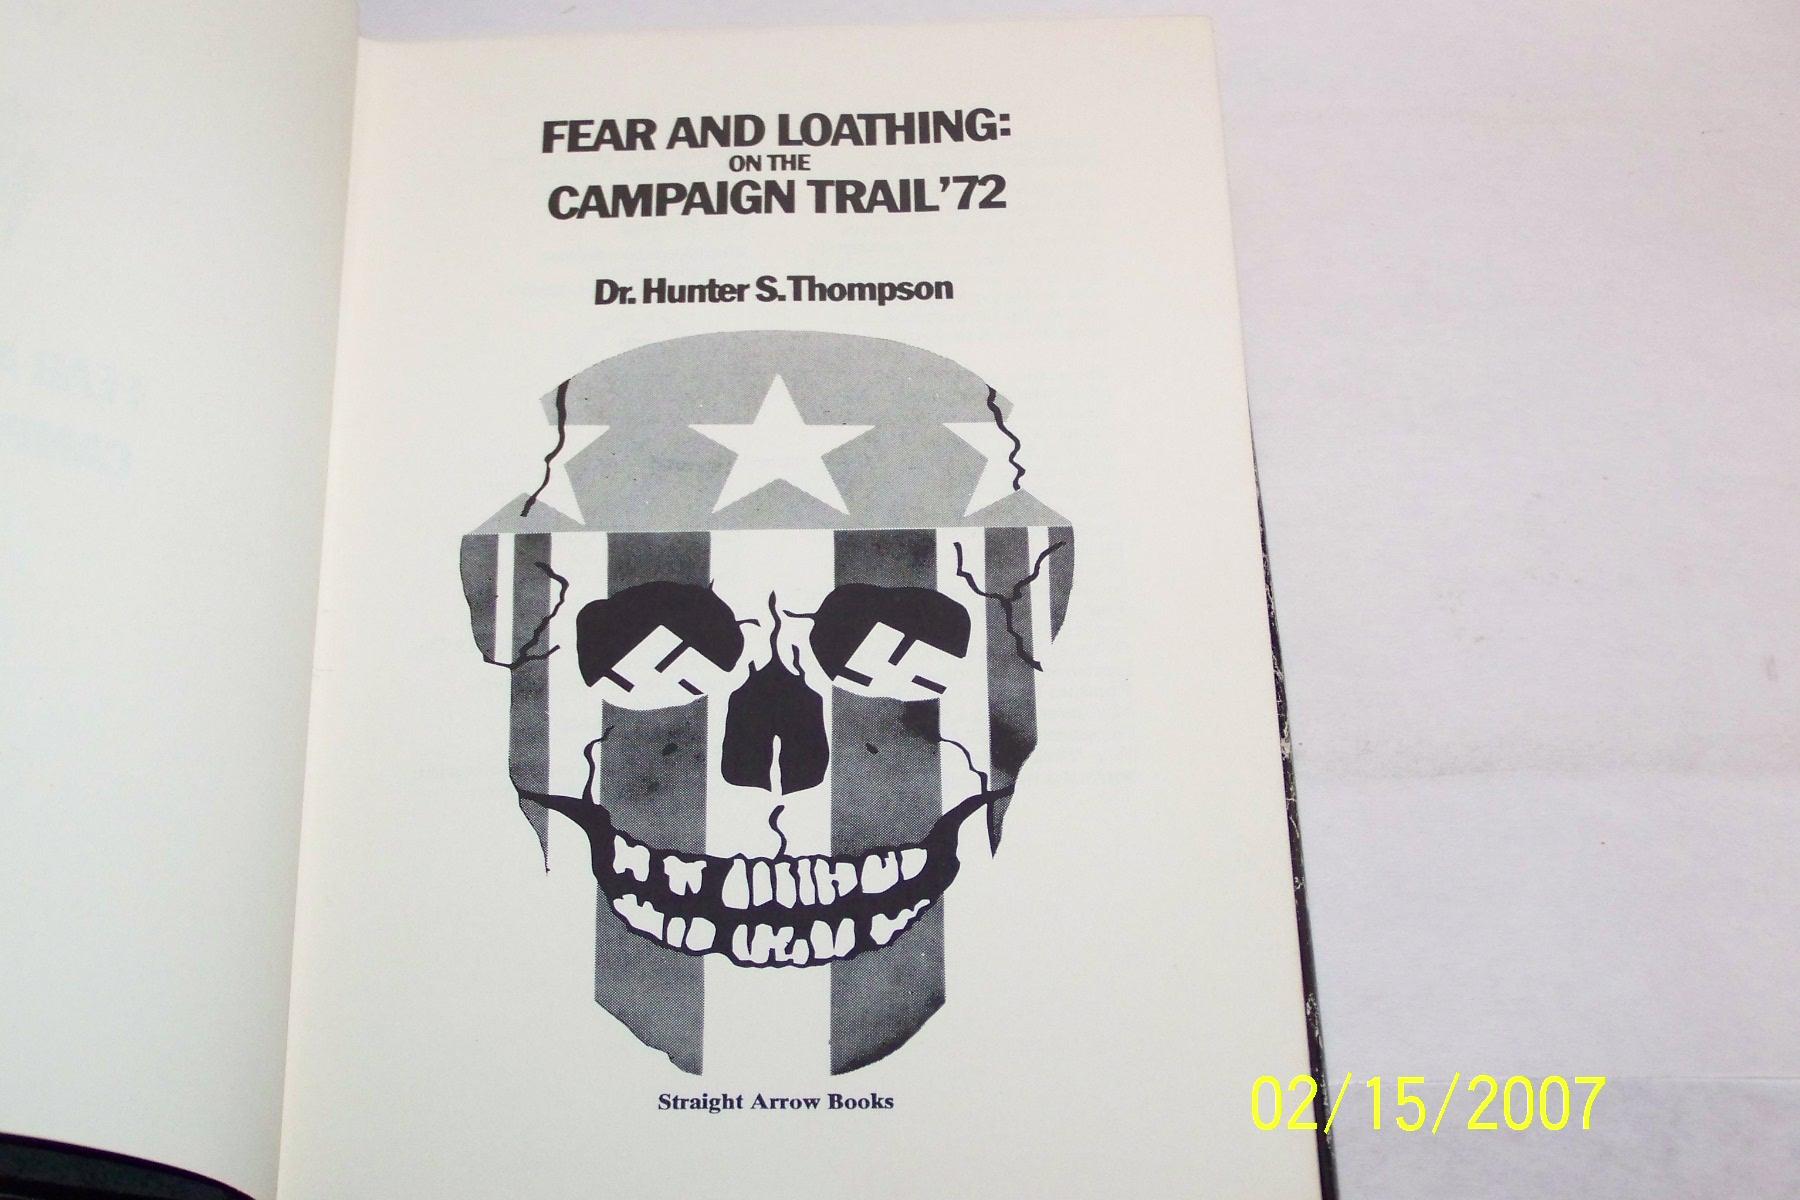 FEAR AND LOATHING:
ON THE
CAMPAIGN TRAIL '72
Dr. Hunter S. Thompson
Straight Arrow Books
02/15/2007